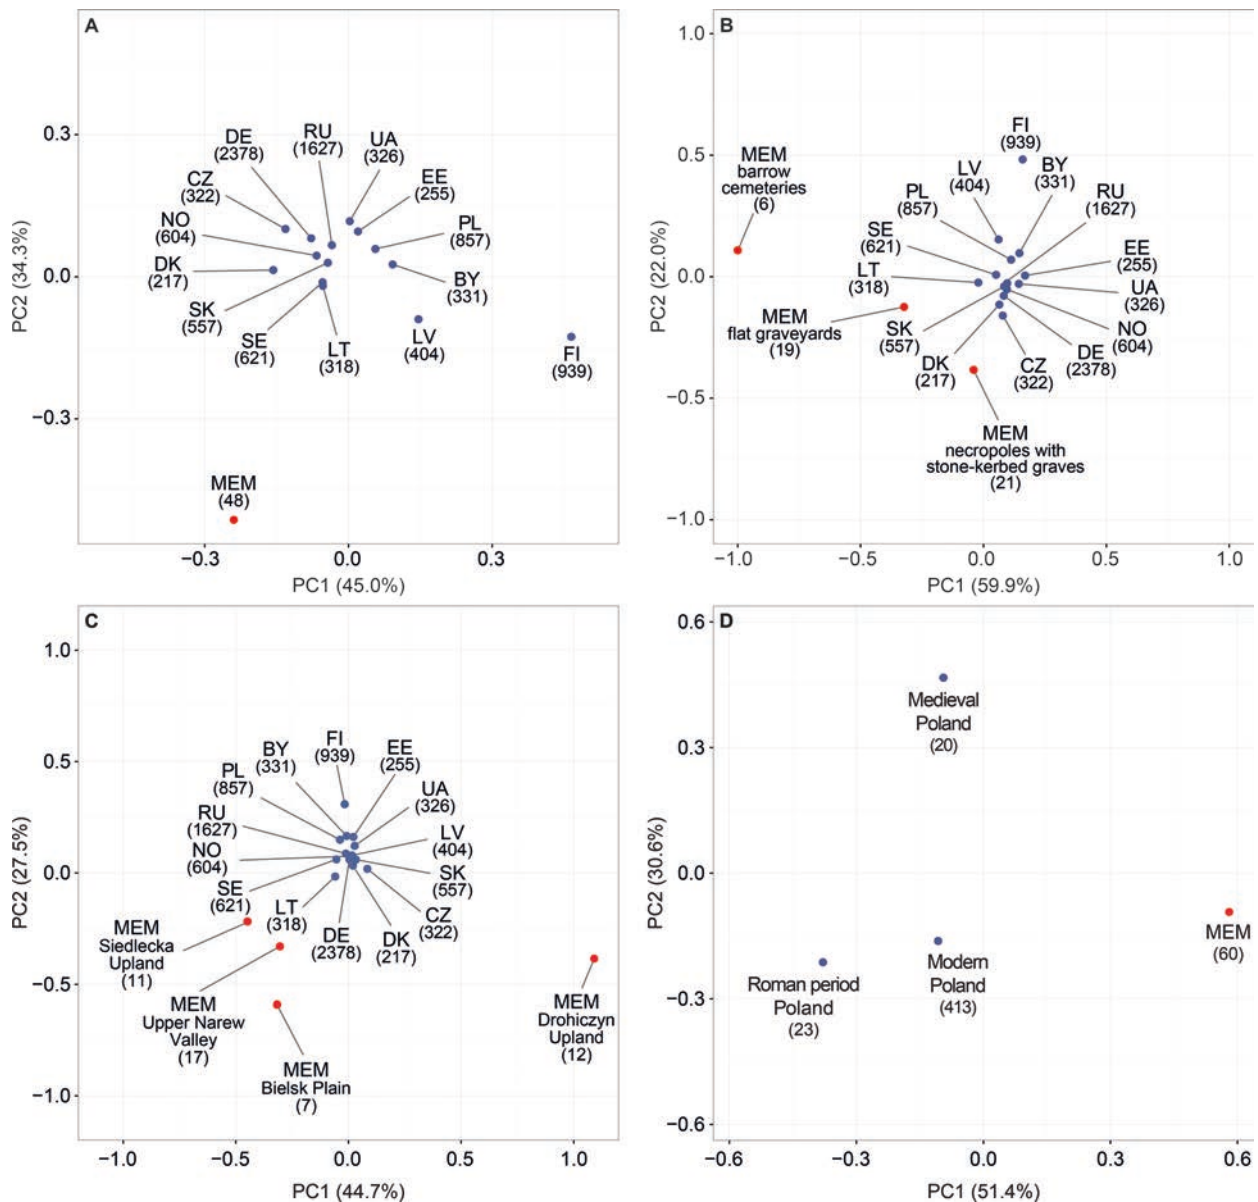 A
DE
(2378)
RU
(1627)
UA
(326)
CZ
(322)
EE
(255)
NO
(604)
PL
(857)
DK
(217)
BY
(331)
SK
(557)
SE
(621)
LT
(318)
LV
(404)
FI
(939)
MEM
(48)
0.3
0.0
−0.3
PC2 (34.3%)
−0.3
0.0
0.3
PC1 (45.0%)
B
FI
(939)
MEM
barrow
cemeteries
(6)
LV
(404)
BY
(331)
PL
(857)
RU
(1627)
SE
(621)
EE
(255)
LT
(318)
UA
(326)
MEM
flat graveyards
(19)
SK
(557)
NO
(604)
DK
(217)
CZ
(322)
DE
(2378)
MEM
necropoles with
stone-kerbed graves
(21)
1.0
0.5
0.0
−0.5
−1.0
PC2 (22.0%)
−1.0
−0.5
0.0
0.5
1.0
PC1 (59.9%)
C
FI
(939)
BY
(331)
EE
(255)
PL
(857)
UA
(326)
RU
(1627)
LV
(404)
NO
(604)
SK
(557)
SE
(621)
LT
(318)
CZ
(322)
DE
(2378)
DK
(217)
MEM
Siedlecka
Upland
(11)
MEM
Upper Narew
Valley
(17)
MEM
Bielsk Plain
(7)
MEM
Drohiczyn
Upland
(12)
1.0
0.5
0.0
−0.5
−1.0
PC2 (27.5%)
−1.0
−0.5
0.0
0.5
1.0
PC1 (44.7%)
D
Medieval
Poland
(20)
MEM
(60)
Roman period
Poland
(23)
Modern
Poland
(413)
0.6
0.3
0.0
−0.3
−0.6
PC2 (30.6%)
−0.6
−0.3
0.0
0.3
0.6
PC1 (51.4%)